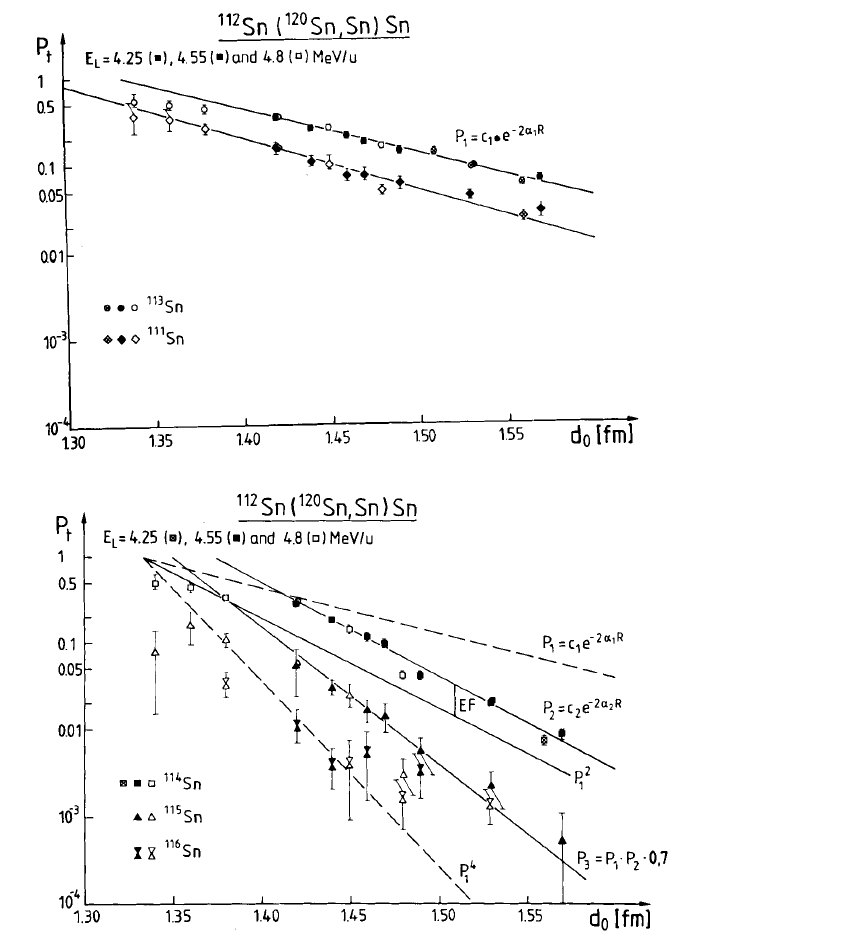 ¹¹²Sn (¹²⁰Sn,Sn) Sn
Pₜ
E_L = 4.25 (▪), 4.55 (▪) and 4.8 (▫) MeV/u
1
0.5
P₁ = c₁•e^-2α₁R
0.1
0.05
0.01
¹¹³Sn
¹¹¹Sn
10⁻³
10⁻⁴
1.30 1.35 1.40 1.45 1.50 1.55 d₀ [fm]
¹¹²Sn (¹²⁰Sn,Sn) Sn
Pₜ
E_L = 4.25 (⊠), 4.55 (▪) and 4.8 (▫) MeV/u
1
0.5
0.1
P₁ = c₁e^-2α₁R
0.05
EF
P₂ = c₂e^-2α₂R
0.01
P₁²
¹¹⁴Sn
¹¹⁵Sn
10⁻³
¹¹⁶Sn
P₃ = P₁·P₂·0,7
P₁⁴
10⁻⁴
1.30 1.35 1.40 1.45 1.50 1.55 d₀ [fm]